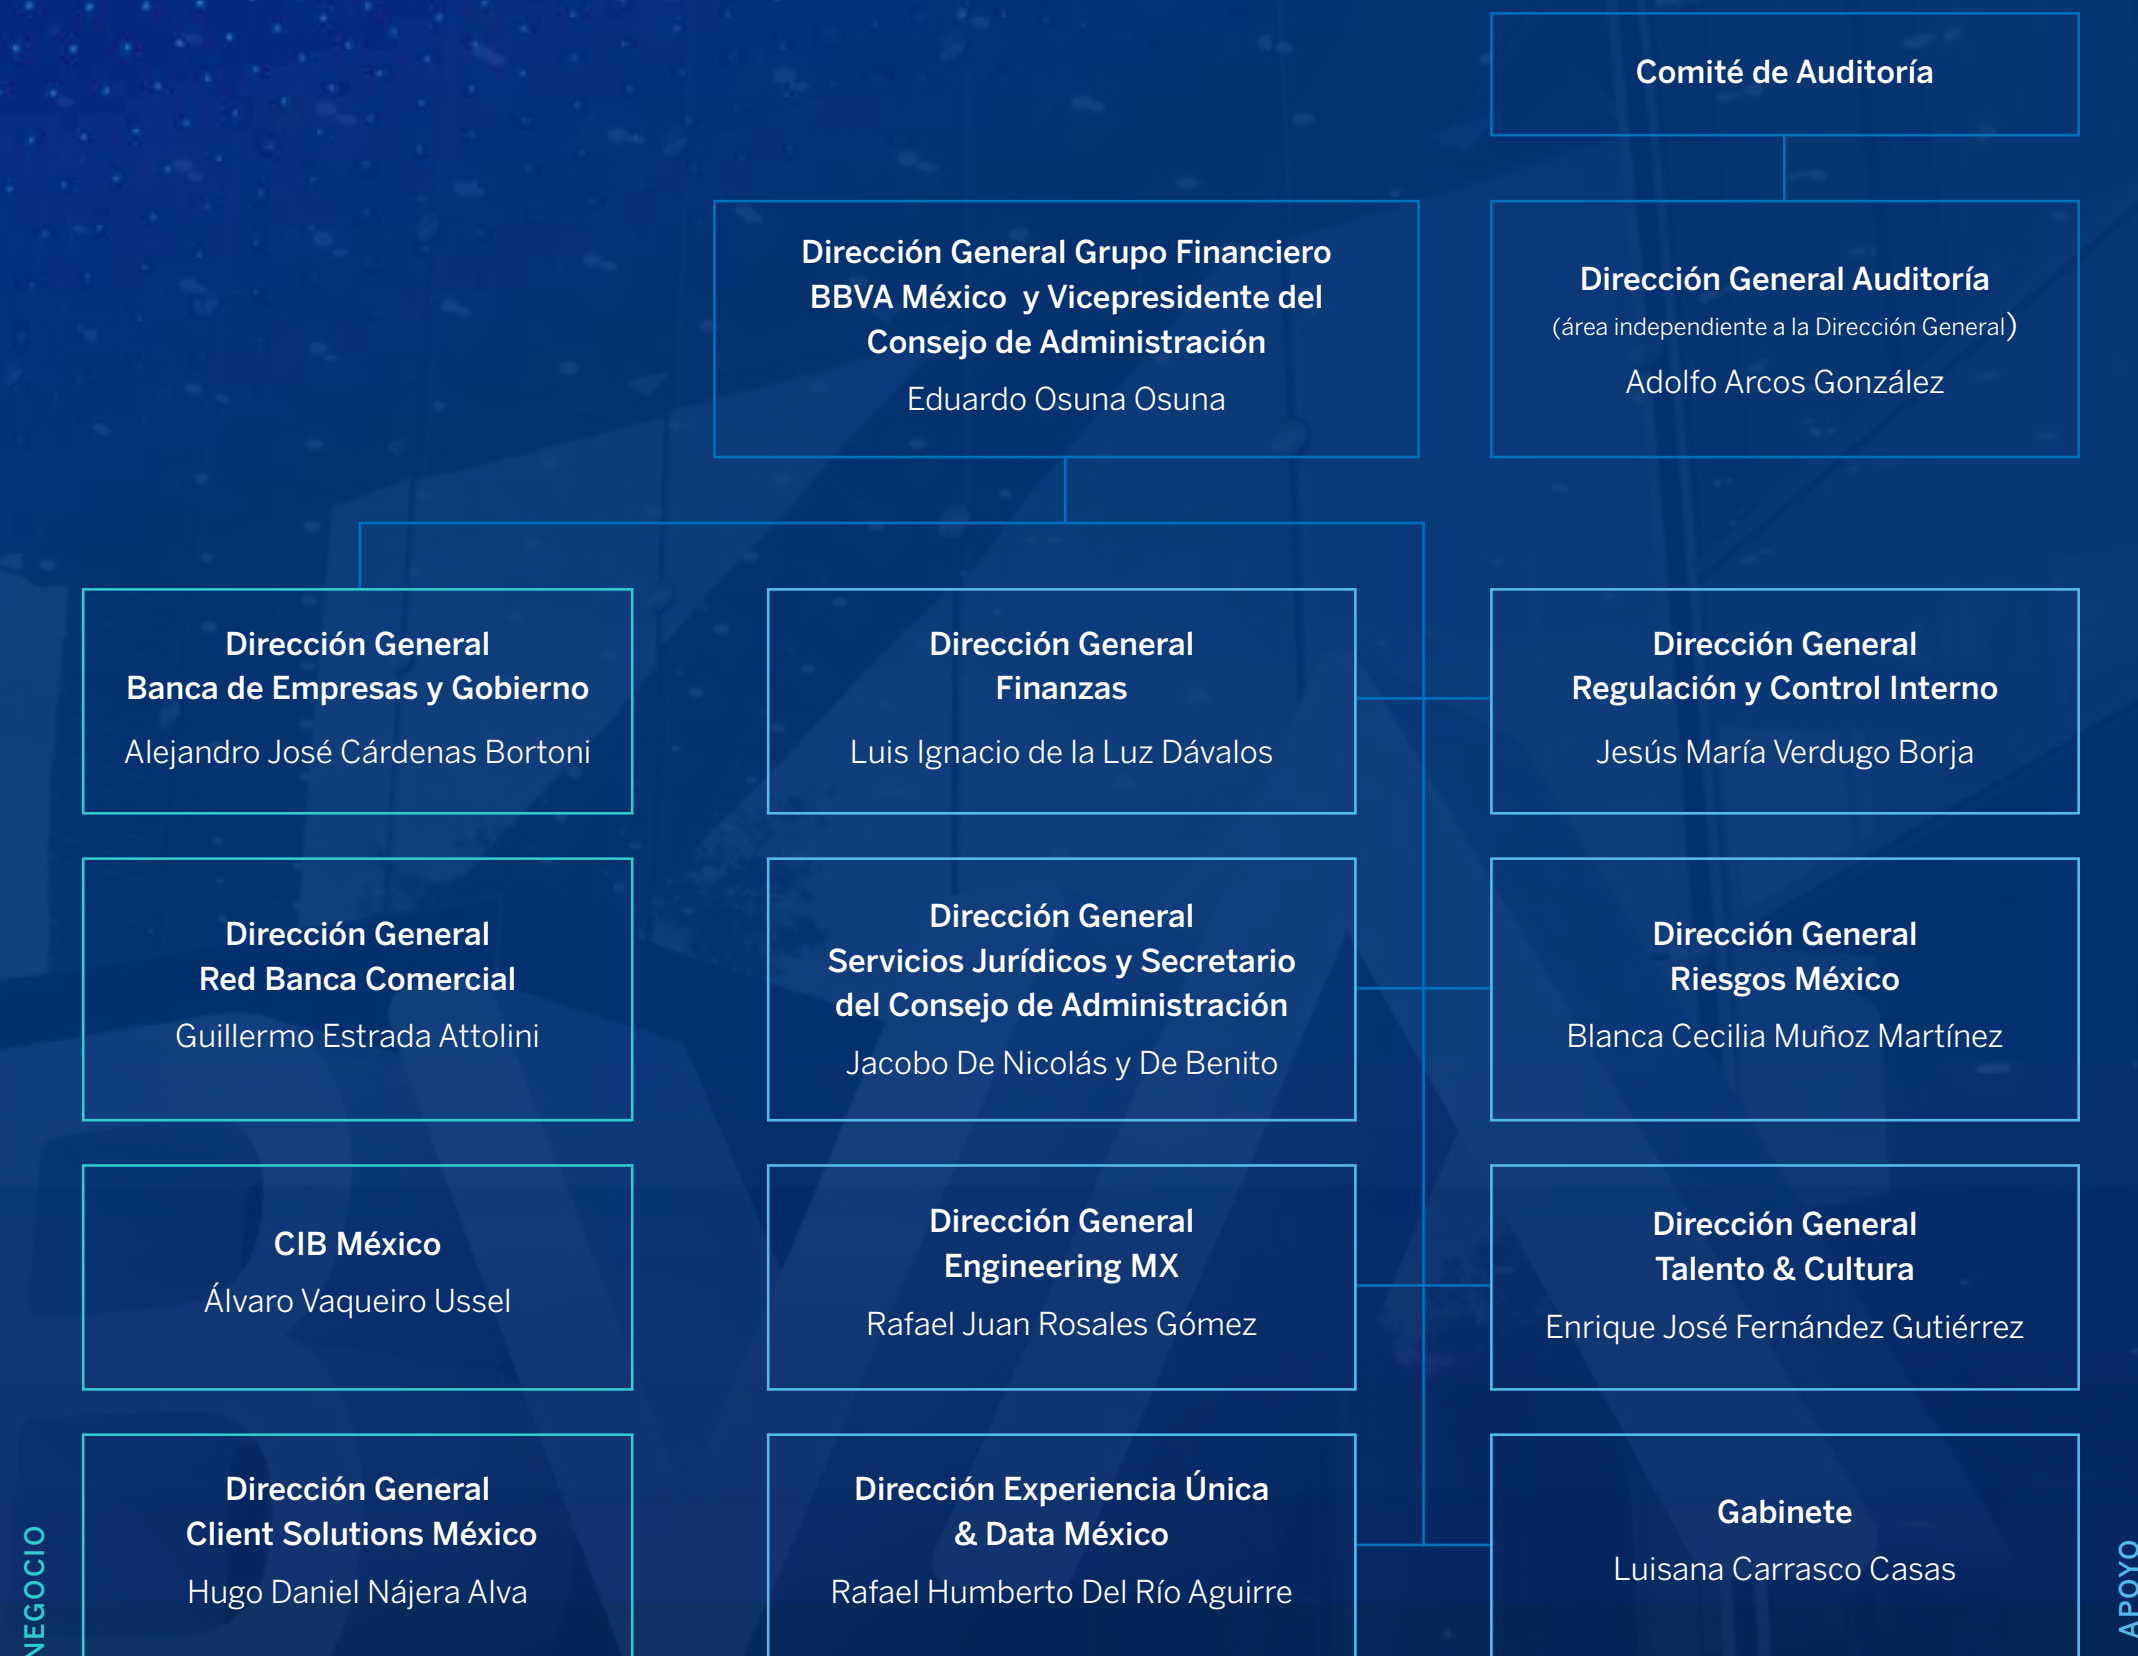 Comité de Auditoría
Dirección General Grupo Financiero
BBVA México y Vicepresidente del
Consejo de Administración
Eduardo Osuna Osuna
Dirección General Auditoría
(área independiente a la Dirección General)
Adolfo Arcos González
Dirección General
Banca de Empresas y Gobierno
Alejandro José Cárdenas Bortoni
Dirección General
Finanzas
Luis Ignacio de la Luz Dávalos
Dirección General
Regulación y Control Interno
Jesús María Verdugo Borja
Dirección General
Red Banca Comercial
Guillermo Estrada Attolini
Dirección General
Servicios Jurídicos y Secretario
del Consejo de Administración
Jacobo De Nicolás y De Benito
Dirección General
Riesgos México
Blanca Cecilia Muñoz Martínez
CIB México
Álvaro Vaqueiro Ussel
Dirección General
Engineering MX
Rafael Juan Rosales Gómez
Dirección General
Talento & Cultura
Enrique José Fernández Gutiérrez
Dirección General
Client Solutions México
Hugo Daniel Nájera Alva
Dirección Experiencia Única
& Data México
Rafael Humberto Del Río Aguirre
Gabinete
Luisana Carrasco Casas
NEGOCIO
APOYO